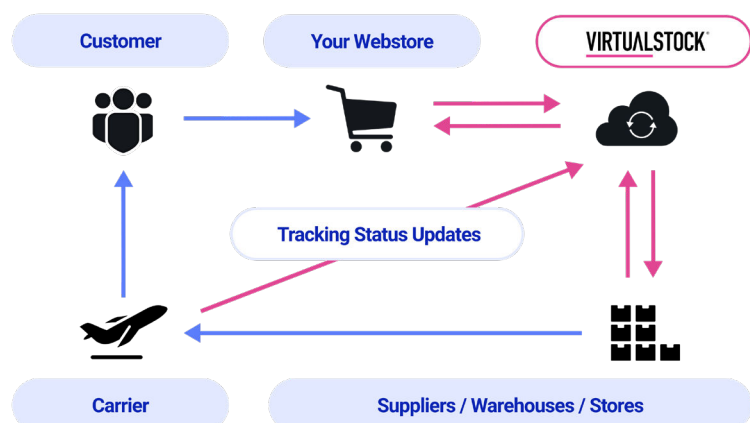 Customer
Your Webstore
VIRTUALSTOCK
Tracking Status Updates
Carrier
Suppliers / Warehouses / Stores